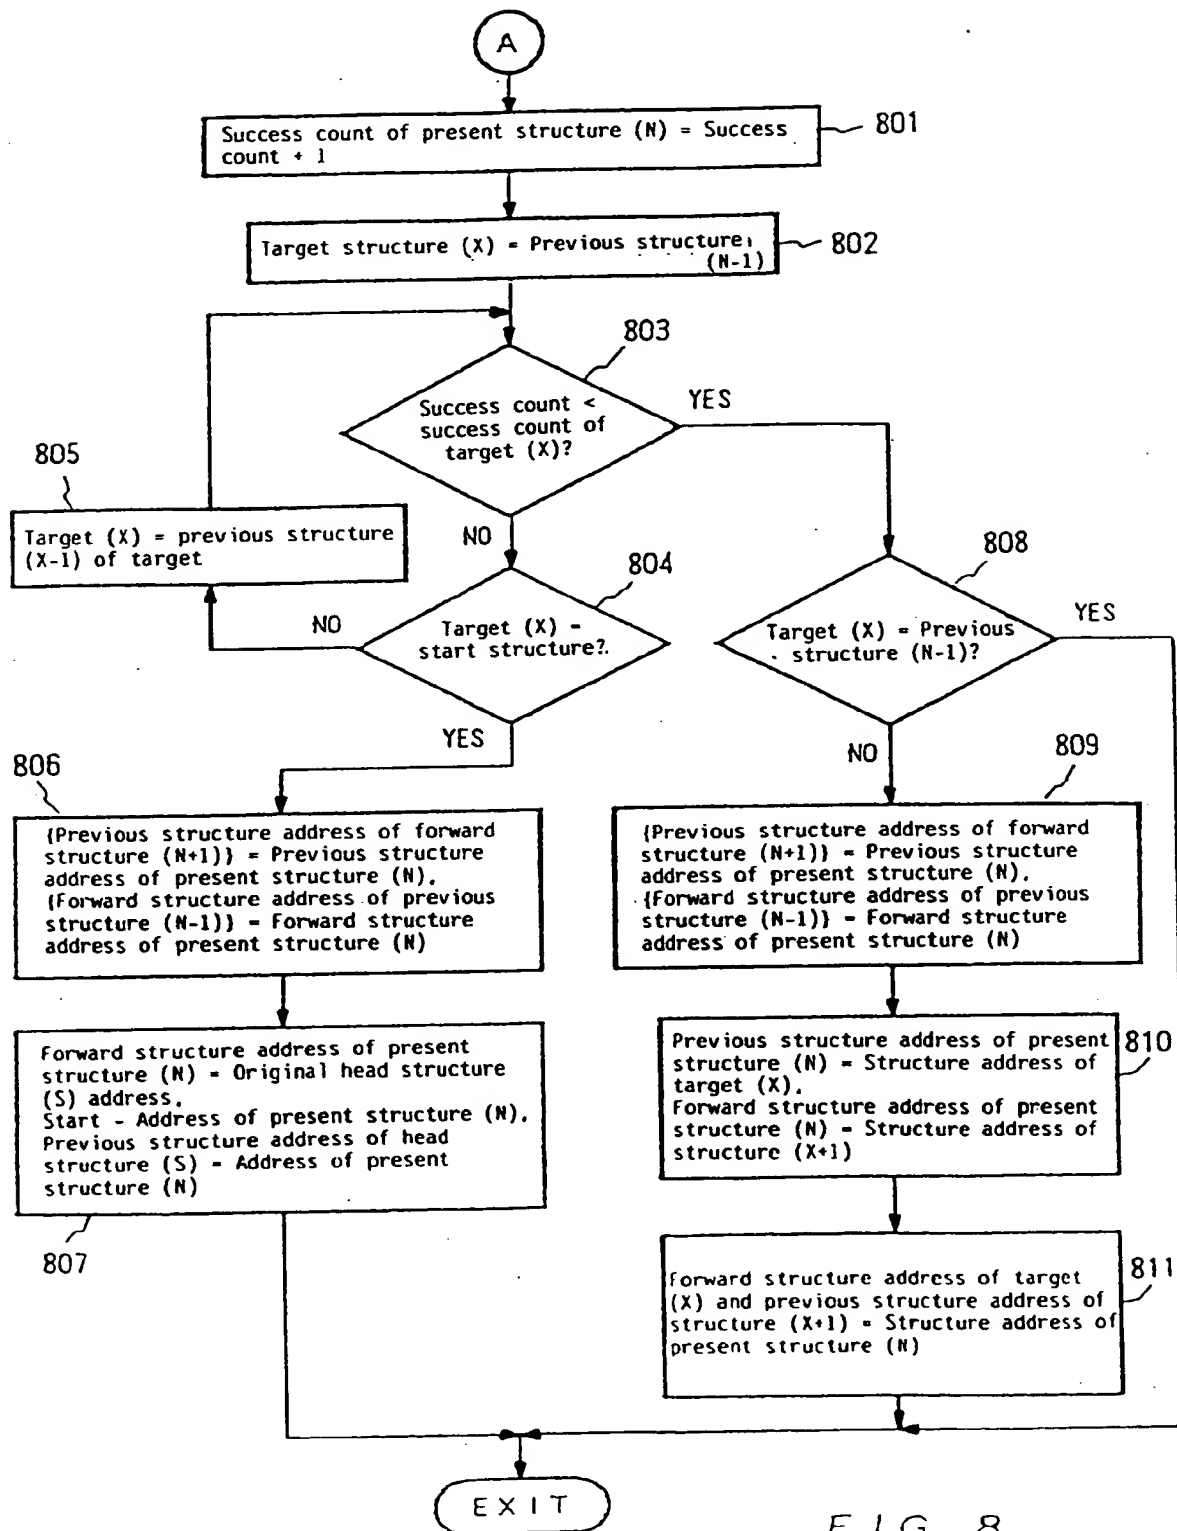 A
Success count of present structure (N) = Success
count + 1
801
Target structure (X) = Previous structure
(N-1)
802
803
Success count <
success count of
target (X)?
YES
805
Target (X) = previous structure
(X-1) of target
NO
804
Target (X) =
start structure?
NO
YES
808
Target (X) = Previous
structure (N-1)?
YES
NO
806
{Previous structure address of forward
structure (N+1)} = Previous structure
address of present structure (N).
{Forward structure address of previous
structure (N-1)} = Forward structure
address of present structure (N)
809
{Previous structure address of forward
structure (N+1)} = Previous structure
address of present structure (N).
{Forward structure address of previous
structure (N-1)} = Forward structure
address of present structure (N)
Forward structure address of present
structure (N) = Original head structure
(S) address.
Start = Address of present structure (N).
Previous structure address of head
structure (S) = Address of present
structure (N)
807
Previous structure address of present
structure (N) = Structure address of
target (X).
Forward structure address of present
structure (N) = Structure address of
structure (X+1)
810
Forward structure address of target
(X) and previous structure address of
structure (X+1) = Structure address of
present structure (N)
811
EXIT
FIG. 8